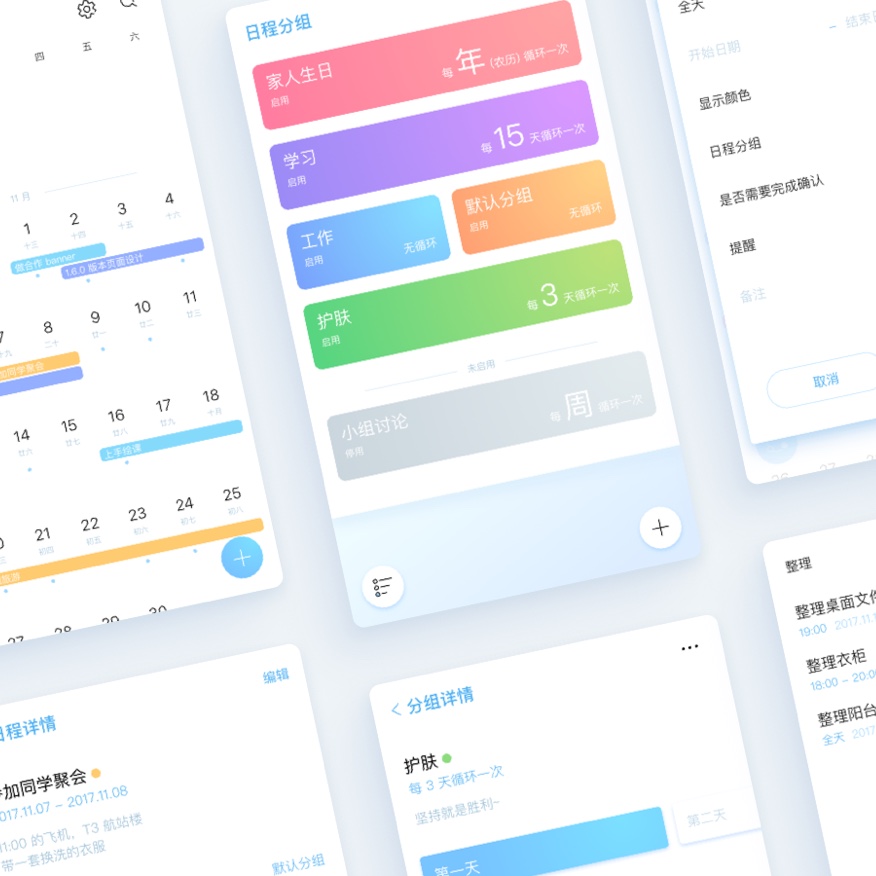 四 五 六
11 月
1 2 3 4
十三 十四 十五 十六
做合作 banner
1.6.0 版本页面设计
8 9 10 11
二十 廿一 廿二 廿三
加同学聚会
14 15 16 17 18
廿六 廿七 廿八 廿九 十月
上手绘课
21 22 23 24 25
初四 初五 初六 初七 初八
旅游
27 28 29 30
日程分组
家人生日
启用
每 年 (农历) 循环一次
学习
启用
每 15 天循环一次
工作
启用
无循环
默认分组
启用
无循环
护肤
启用
每 3 天循环一次
未启用
小组讨论
停用
每 周 循环一次
全天
开始日期 – 结束日
显示颜色
日程分组
是否需要完成确认
提醒
备注
取消
26 27
编辑
日程详情
参加同学聚会
2017.11.07 – 2017.11.08
11:00 的飞机，T3 航站楼
带一套换洗的衣服
默认分组
分组详情
护肤
每 3 天循环一次
坚持就是胜利~
第一天
第二天
整理
整理桌面文件
19:00 2017.11.1
整理衣柜
18:00 – 20:00
整理阳台
全天 2017